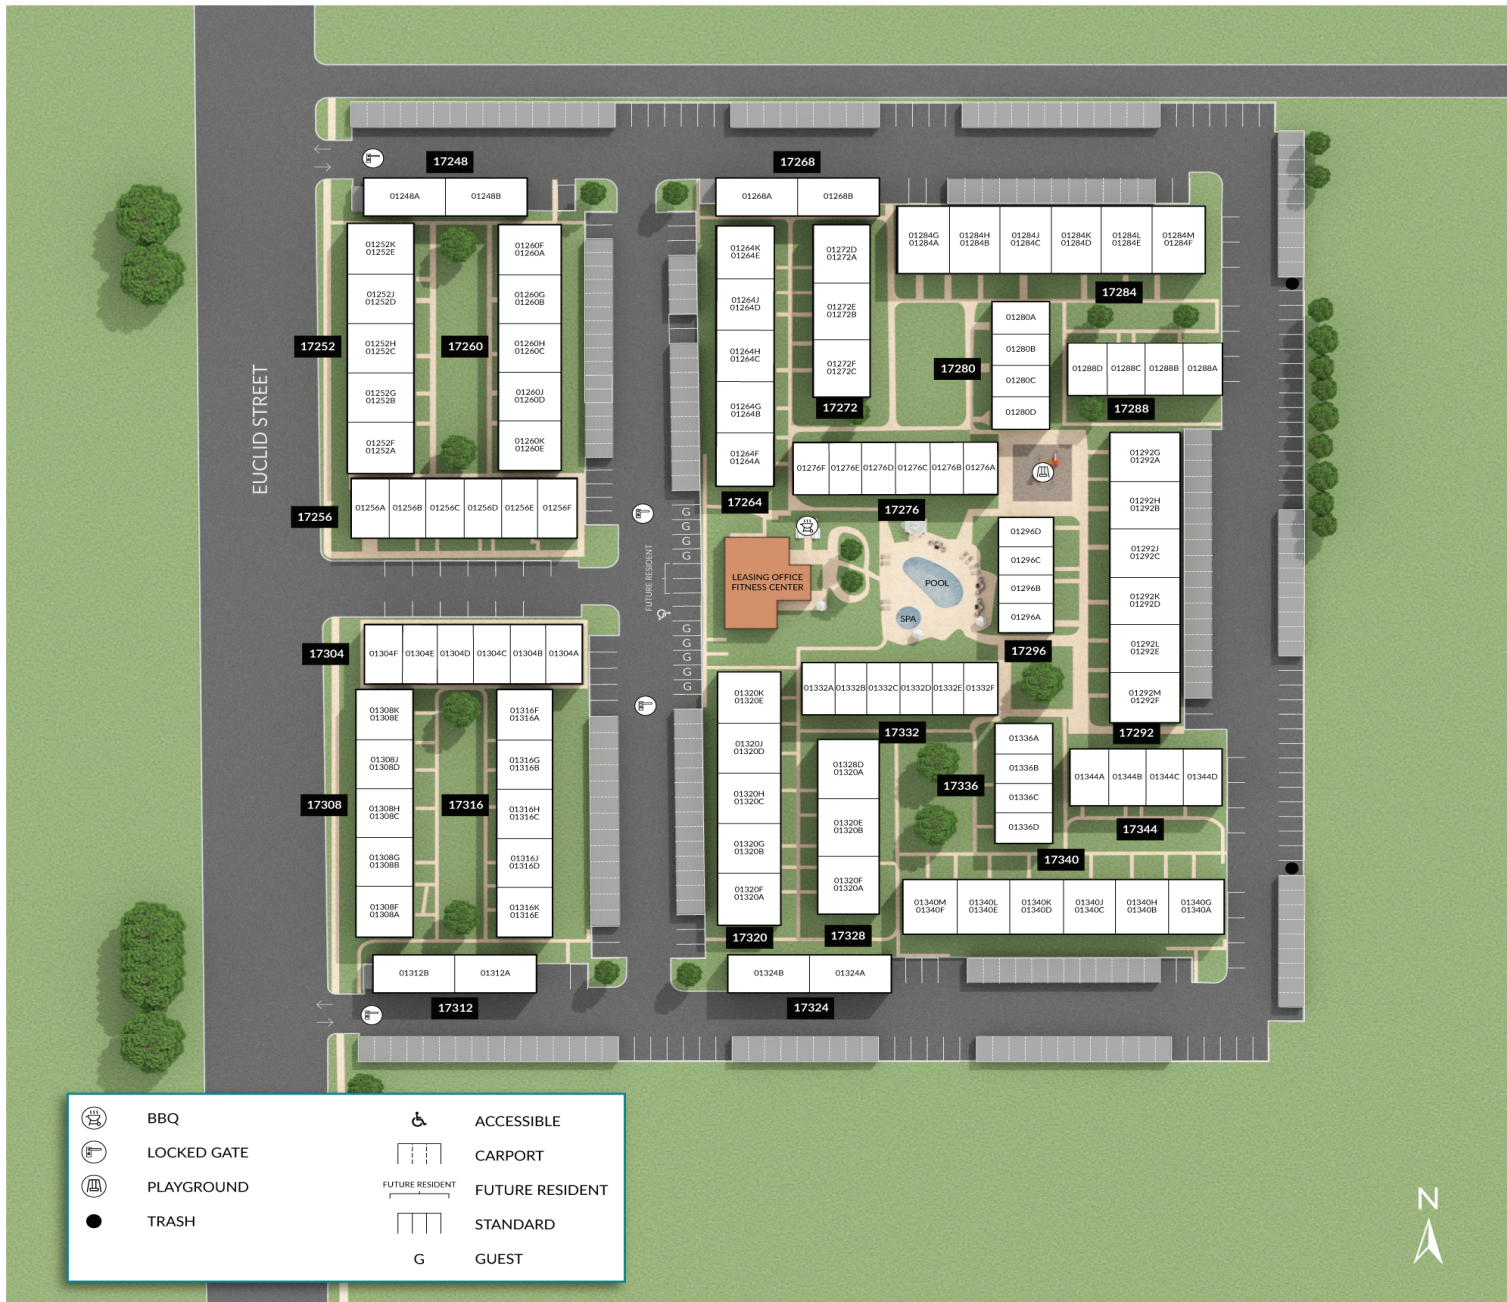 17248
01248A
01248B
17268
01268A
01268B
01252K
01252E
01252J
01252D
01252H
01252C
01252G
01252B
01252F
01252A
17252
01260F
01260A
01260G
01260B
01260H
01260C
01260J
01260D
01260K
01260E
17260
01256A
01256B
01256C
01256D
01256E
01256F
17256
EUCLID STREET
01264K
01264E
01264J
01264D
01264H
01264C
01264G
01264B
01264F
01264A
17264
01272D
01272A
01272E
01272B
01272F
01272C
17272
01284G
01284A
01284H
01284B
01284J
01284C
01284K
01284D
01284L
01284E
01284M
01284F
17284
01280A
01280B
01280C
01280D
17280
01288D
01288C
01288B
01288A
17288
01276F
01276E
01276D
01276C
01276B
01276A
17276
01292G
01292A
01292H
01292B
01292J
01292C
01292K
01292D
01292L
01292E
01292M
01292F
17292
01296D
01296C
01296B
01296A
17296
G
G
G
G
FUTURE RESIDENT
G
G
G
G
G
LEASING OFFICE
FITNESS CENTER
POOL
SPA
17304
01304F
01304E
01304D
01304C
01304B
01304A
01308K
01308E
01308J
01308D
01308H
01308C
01308G
01308B
01308F
01308A
17308
01316F
01316A
01316G
01316B
01316H
01316C
01316J
01316D
01316K
01316E
17316
01312B
01312A
17312
01320K
01320E
01320J
01320D
01320H
01320C
01320G
01320B
01320F
01320A
17320
01332A
01332B
01332C
01332D
01332E
01332F
17332
01328D
01320A
01320E
01320B
01320F
01320A
17328
01336A
01336B
01336C
01336D
17336
01344A
01344B
01344C
01344D
17344
17340
01340M
01340F
01340L
01340E
01340K
01340D
01340J
01340C
01340H
01340B
01340G
01340A
01324B
01324A
17324
BBQ
LOCKED GATE
PLAYGROUND
TRASH
ACCESSIBLE
CARPORT
FUTURE RESIDENT
FUTURE RESIDENT
STANDARD
G
GUEST
N